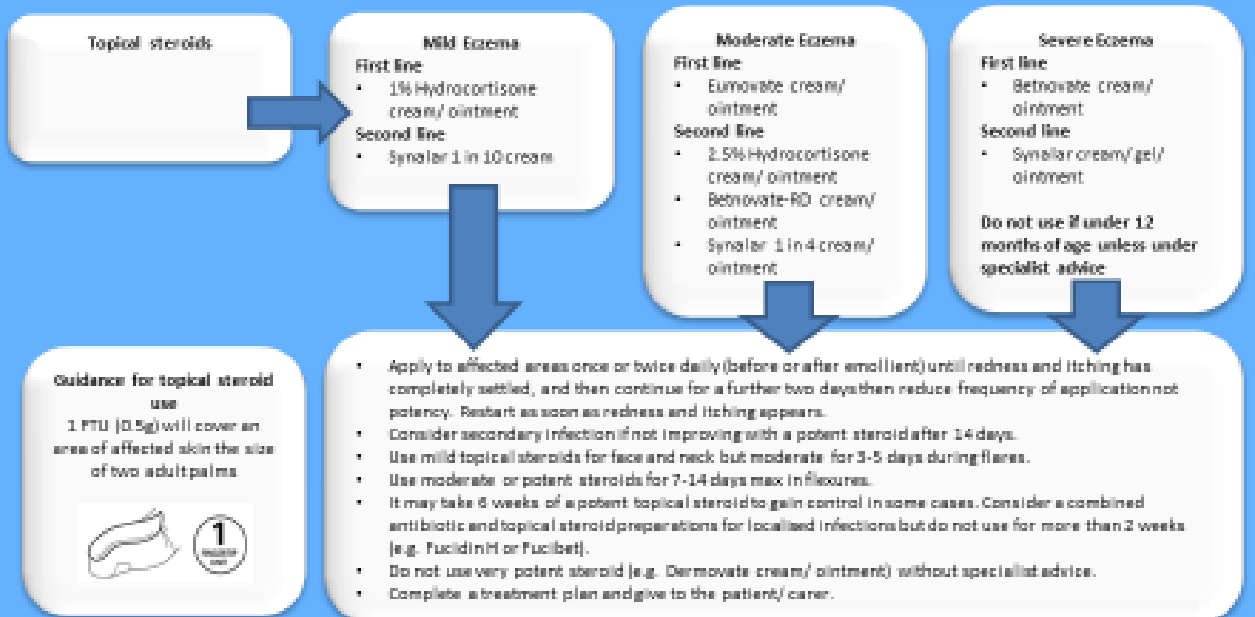 Topical steroids
Mild Eczema
First line
• 1% Hydrocortisone
cream/ ointment
Second line
• Synalar 1 in 10 cream
Moderate Eczema
First line
• Eumovate cream/
ointment
Second line
• 2.5% Hydrocortisone
cream/ ointment
• Betnovate-RD cream/
ointment
• Synalar 1 in 4 cream/
ointment
Severe Eczema
First line
• Betnovate cream/
ointment
Second line
• Synalar cream/ gel/
ointment
Do not use if under 12
months of age unless under
specialist advice
Guidance for topical steroid
use
1 FTU (0.5g) will cover an
area of affected skin the size
of two adult palms
1
• Apply to affected areas once or twice daily (before or after emollient) until redness and itching has
completely settled, and then continue for a further two days then reduce frequency of application not
potency. Restart as soon as redness and itching appears.
• Consider secondary infection if not improving with a potent steroid after 14 days.
• Use mild topical steroids for face and neck but moderate for 3-5 days during flares.
• Use moderate or potent steroids for 7-14 days max in flexures.
• It may take 6 weeks of a potent topical steroid to gain control in some cases. Consider a combined
antibiotic and topical steroid preparations for localised infections but do not use for more than 2 weeks
(e.g. Fucidin H or Fucibet).
• Do not use very potent steroid (e.g. Dermovate cream/ ointment) without specialist advice.
• Complete a treatment plan and give to the patient/ carer.